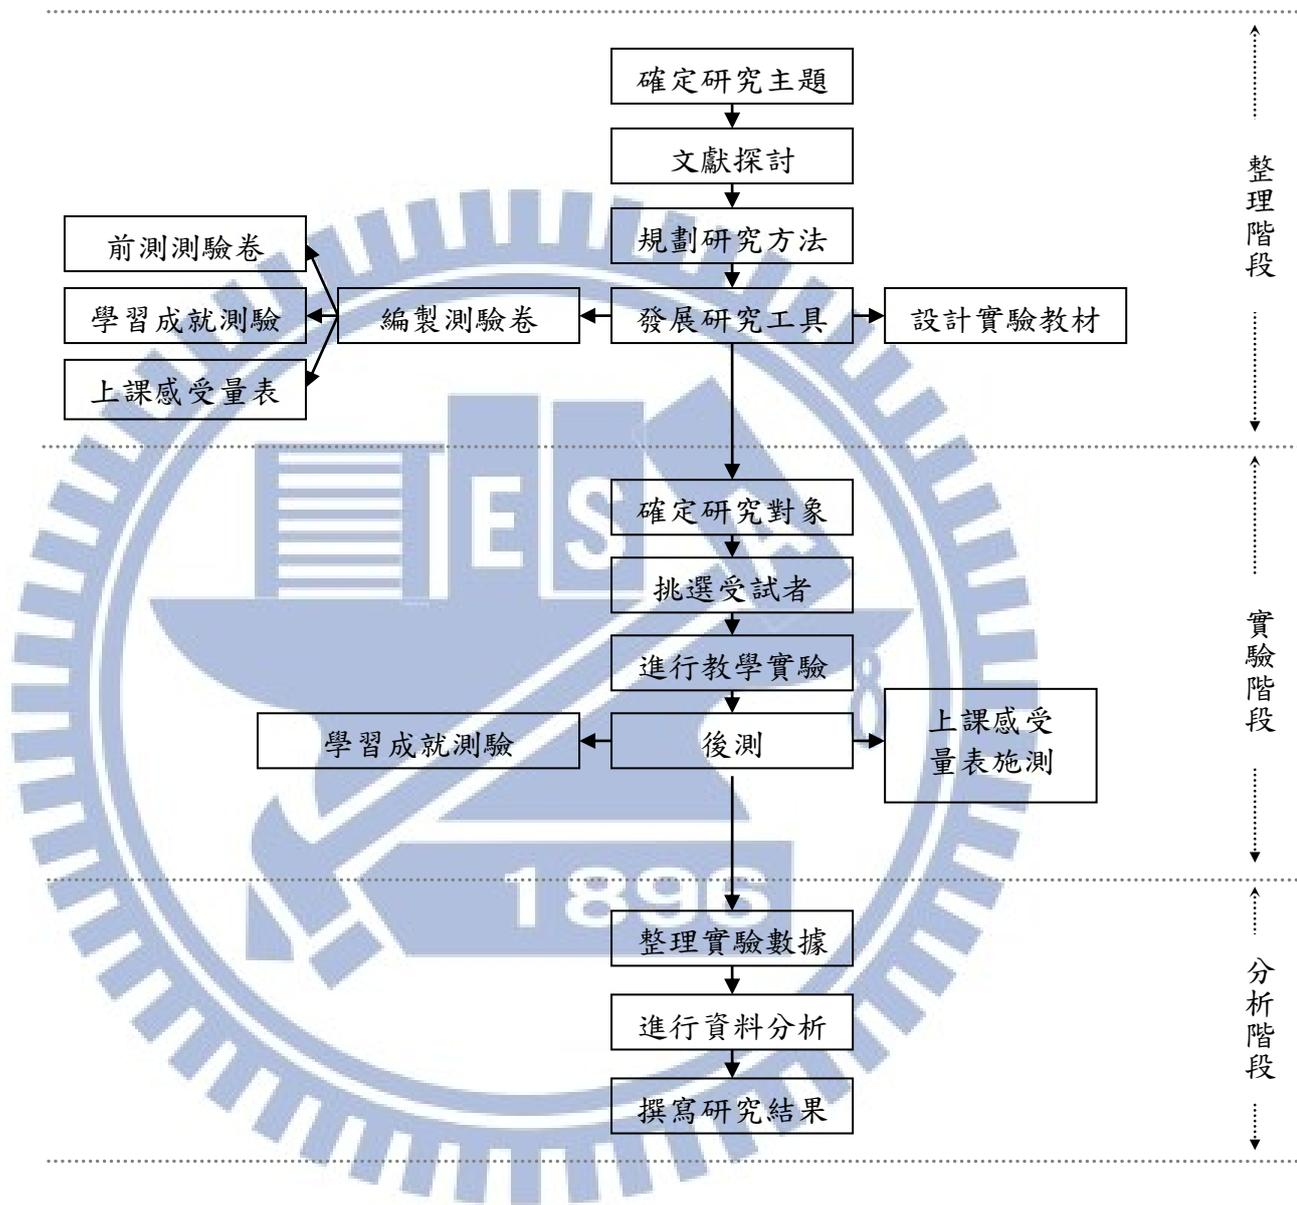 確定研究主題
文獻探討
規劃研究方法
前測測驗卷
學習成就測驗
編製測驗卷
發展研究工具
設計實驗教材
上課感受量表
整理階段
確定研究對象
挑選受試者
進行教學實驗
學習成就測驗
後測
上課感受
量表施測
實驗階段
整理實驗數據
進行資料分析
撰寫研究結果
分析階段
E S A
8
1896